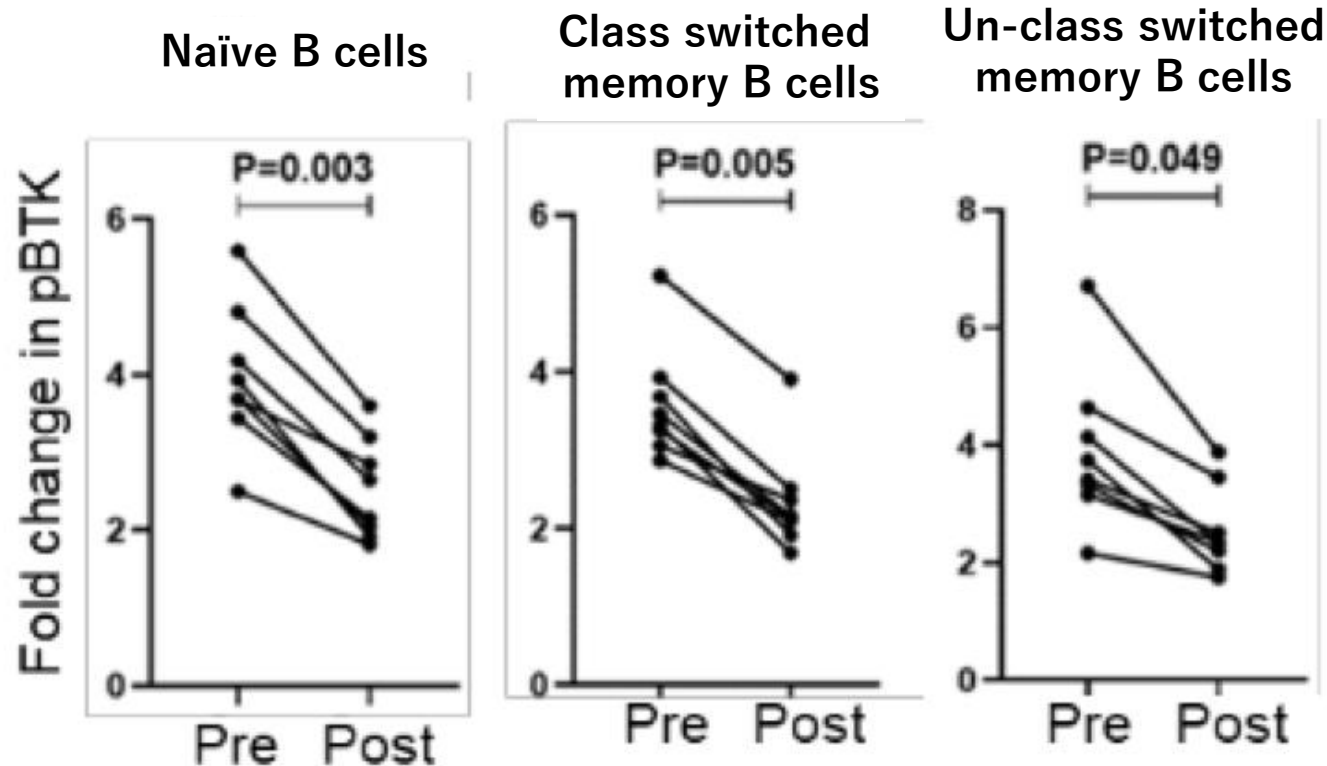 Naïve B cells
Class switched
memory B cells
Un-class switched
memory B cells
Fold change in pBTK
P=0.003
6
4
2
0
Pre Post
P=0.005
6
4
2
0
Pre Post
P=0.049
8
6
4
2
0
Pre Post